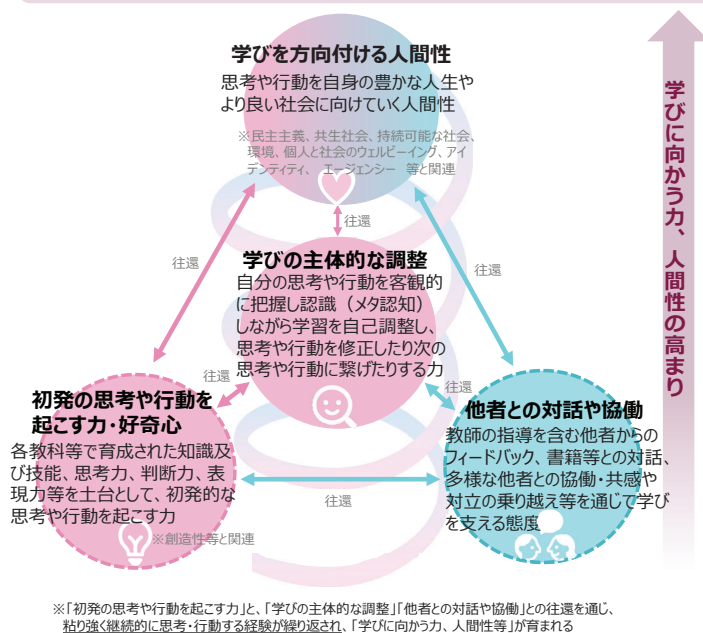 学びを方向付ける人間性
思考や行動を自身の豊かな人生や
より良い社会に向けていく人間性
※民主主義、共生社会、持続可能な社会、
環境、個人と社会のウェルビーイング、アイ
デンティティ、 エージェンシー 等と関連
往還
往還
往還
学びの主体的な調整
自分の思考や行動を客観的
に把握し認識（メタ認知）
しながら学習を自己調整し、
思考や行動を修正したり次の
思考や行動に繋げたりする力
往還
往還
初発の思考や行動を
起こす力・好奇心
各教科等で育成された知識及
び技能、思考力、判断力、表
現力等を土台として、初発的な
思考や行動を起こす力
※創造性等と関連
往還
他者との対話や協働
教師の指導を含む他者からの
フィードバック、書籍等との対話、
多様な他者との協働・共感や
対立の乗り越え等を通じて学び
を支える態度
学びに向かう力、人間性の高まり
※「初発の思考や行動を起こす力」と、「学びの主体的な調整」「他者との対話や協働」との往還を通じ、
粘り強く継続的に思考・行動する経験が繰り返され、「学びに向かう力、人間性等」が育まれる